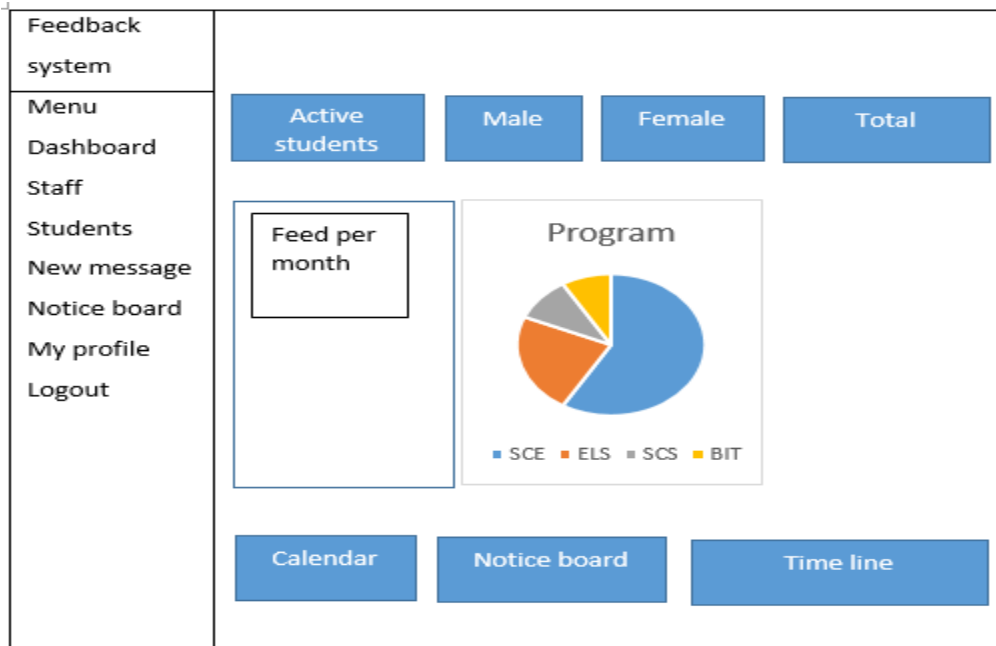 Feedback
system
Menu
Dashboard
Staff
Students
New message
Notice board
My profile
Logout
Active
students
Male
Female
Total
Feed per
month
Program
SCE ELS SCS BIT
Calendar
Notice board
Time line